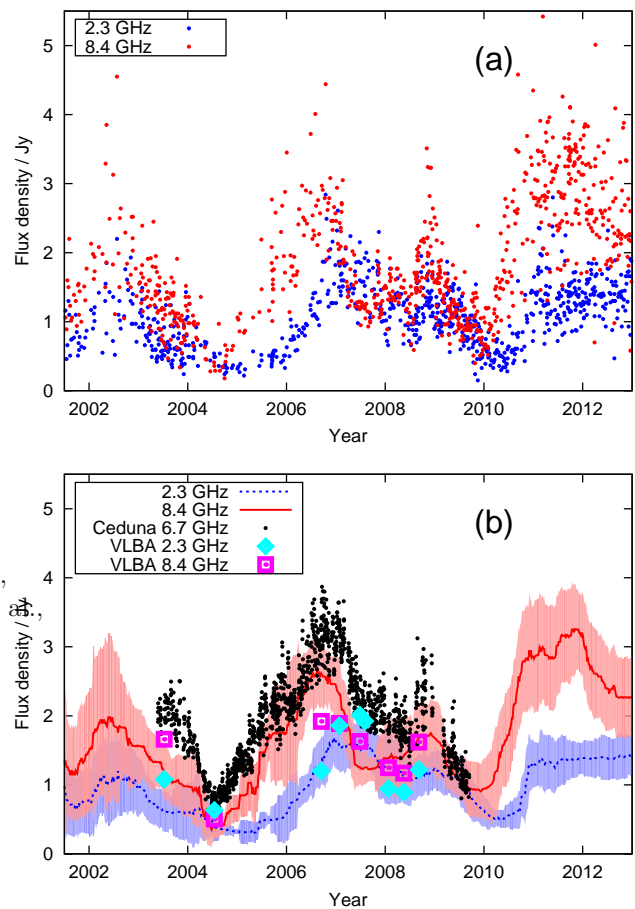 5
4
3
2
1
0
Flux density / Jy
2.3 GHz
8.4 GHz
(a)
2002
2004
2006
2008
2010
2012
Year
5
4
3
2
1
0
Flux density / Jy
2.3 GHz
8.4 GHz
Ceduna 6.7 GHz
VLBA 2.3 GHz
VLBA 8.4 GHz
(b)
2002
2004
2006
2008
2010
2012
Year